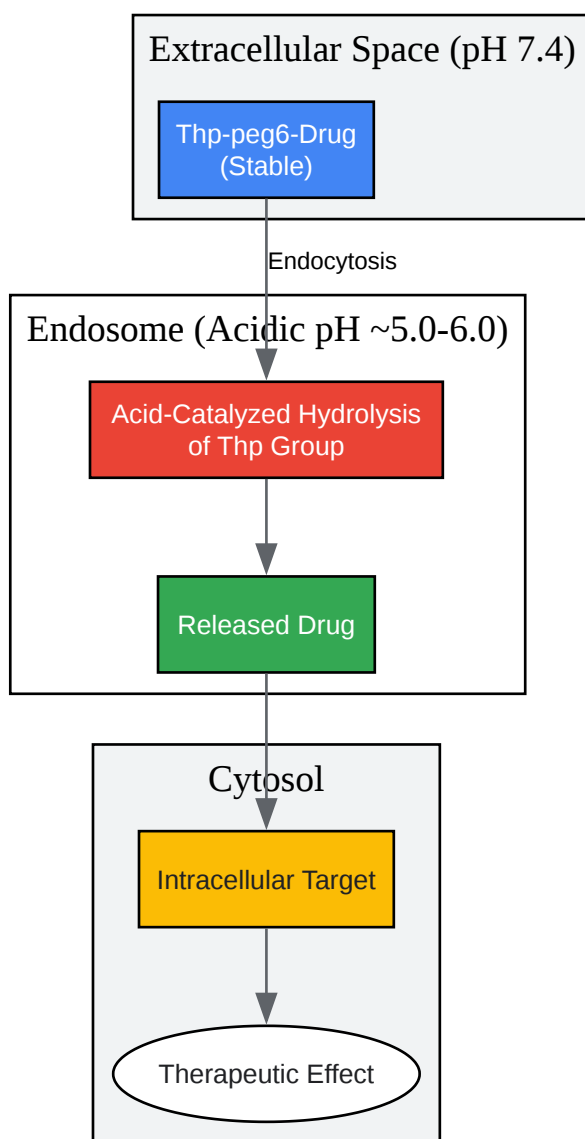 Extracellular Space (pH 7.4)
Thp-peg6-Drug
(Stable)
Endocytosis
Endosome (Acidic pH ~5.0-6.0)
Acid-Catalyzed Hydrolysis
of Thp Group
Released Drug
Cytosol
Intracellular Target
Therapeutic Effect